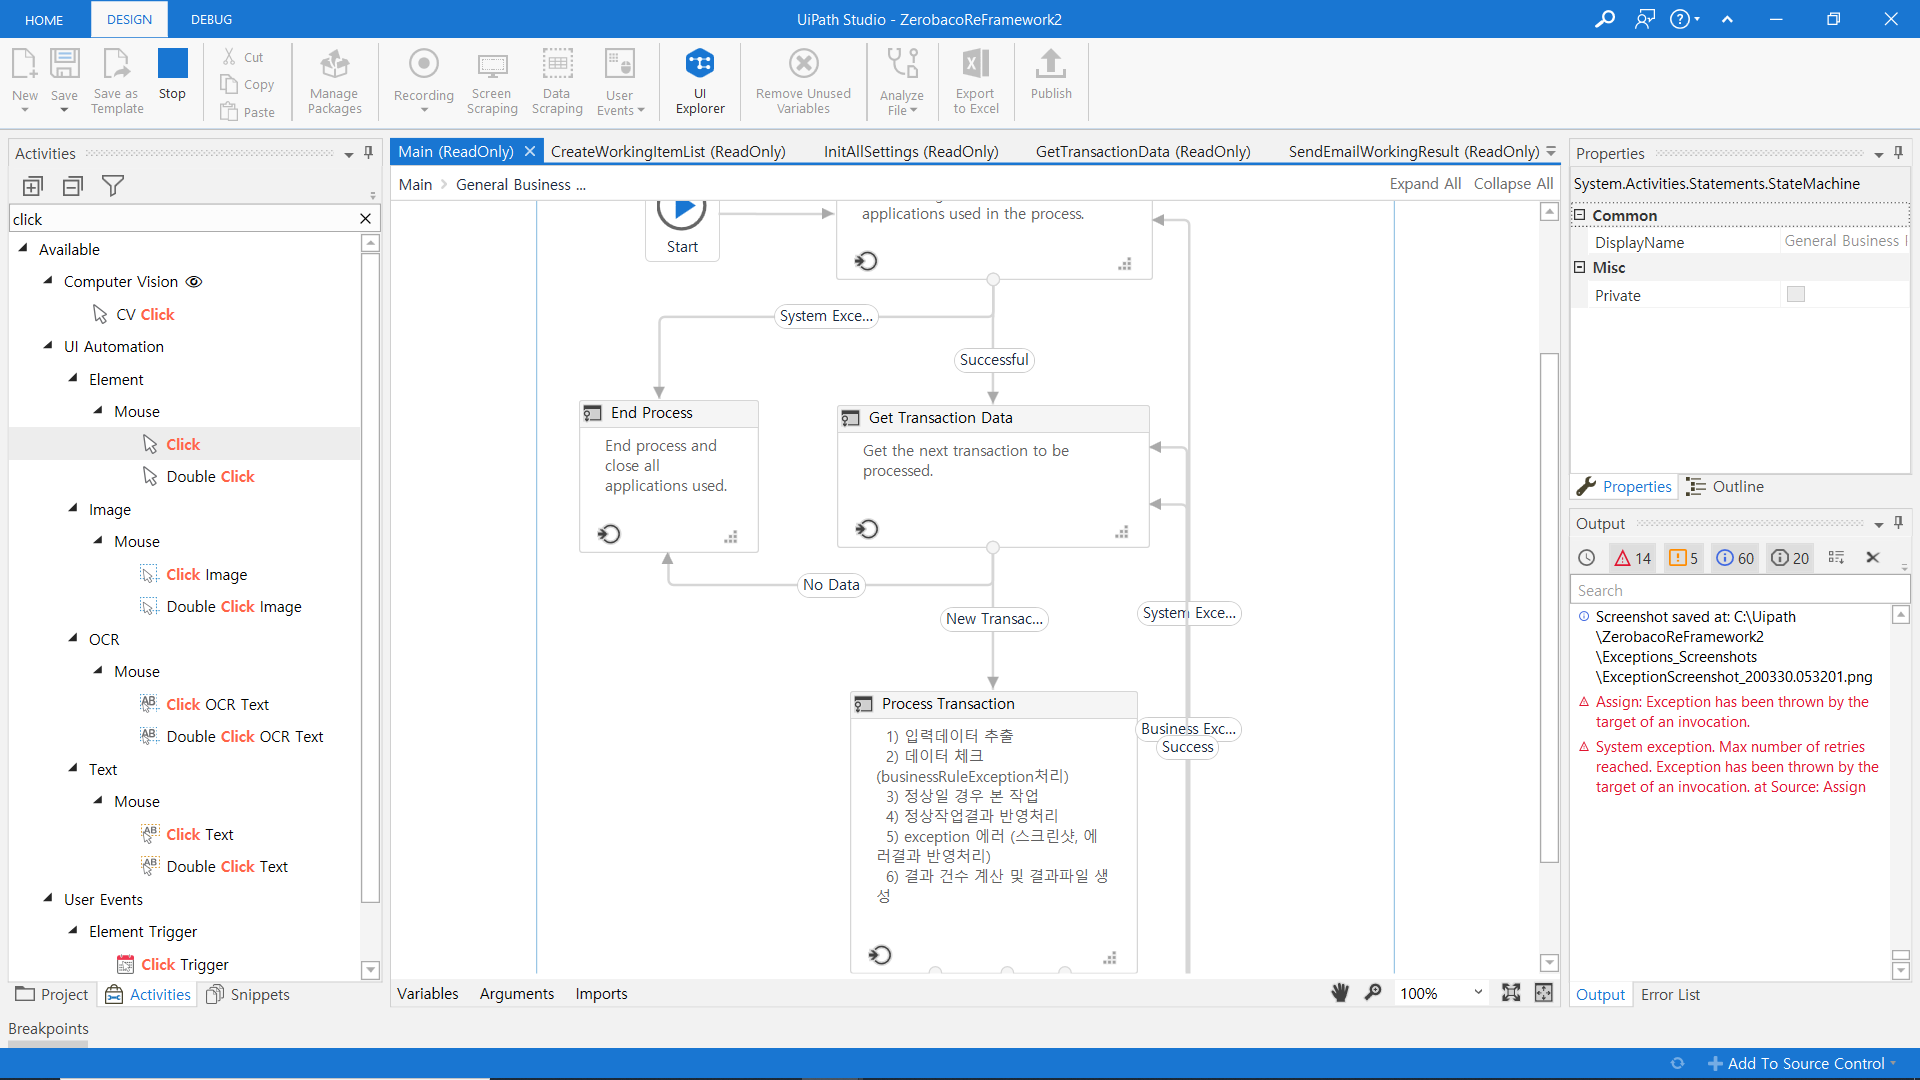 HOME
DESIGN
DEBUG
UiPath Studio - ZerobacoReFramework2
New
Save
Save as
Template
Stop
Cut
Copy
Paste
Manage
Packages
Recording
Screen
Scraping
Data
Scraping
User
Events
UI
Explorer
Remove Unused
Variables
Analyze
File
Export
to Excel
Publish
Activities
click
Available
Computer Vision
CV Click
UI Automation
Element
Mouse
Click
Double Click
Image
Mouse
Click Image
Double Click Image
OCR
Mouse
Click OCR Text
Double Click OCR Text
Text
Mouse
Click Text
Double Click Text
User Events
Element Trigger
Click Trigger
Project
Activities
Snippets
Breakpoints
Main (ReadOnly)
CreateWorkingItemList (ReadOnly)
InitAllSettings (ReadOnly)
GetTransactionData (ReadOnly)
SendEmailWorkingResult (ReadOnly)
Main
General Business ...
Expand All
Collapse All
Start
applications used in the process.
System Exce...
Successful
End Process
End process and
close all
applications used.
Get Transaction Data
Get the next transaction to be
processed.
No Data
New Transac...
System Exce...
Process Transaction
1) 입력데이터 추출
2) 데이터 체크
(businessRuleException처리)
3) 정상일 경우 본 작업
4) 정상작업결과 반영처리
5) exception 에러 (스크린샷, 에
러결과 반영처리)
6) 결과 건수 계산 및 결과파일 생
성
Business Exc...
Success
Variables
Arguments
Imports
100%
Properties
System.Activities.Statements.StateMachine
Common
DisplayName
General Business
Misc
Private
Properties
Outline
Output
14
5
60
20
Search
Screenshot saved at: C:\Uipath
\ZerobacoReFramework2
\Exceptions_Screenshots
\ExceptionScreenshot_200330.053201.png
Assign: Exception has been thrown by the
target of an invocation.
System exception. Max number of retries
reached. Exception has been thrown by the
target of an invocation. at Source: Assign
Output
Error List
Add To Source Control